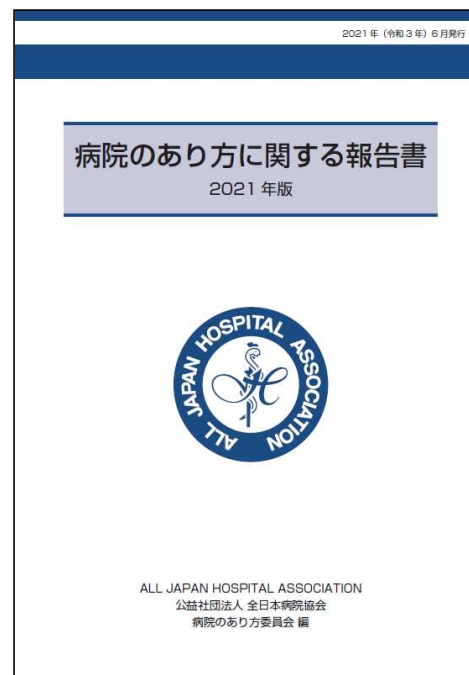 2021年（令和3年）6月発行
病院のあり方に関する報告書
2021年版
ALL JAPAN HOSPITAL ASSOCIATION
ALL JAPAN HOSPITAL ASSOCIATION
公益社団法人 全日本病院協会
病院のあり方委員会 編